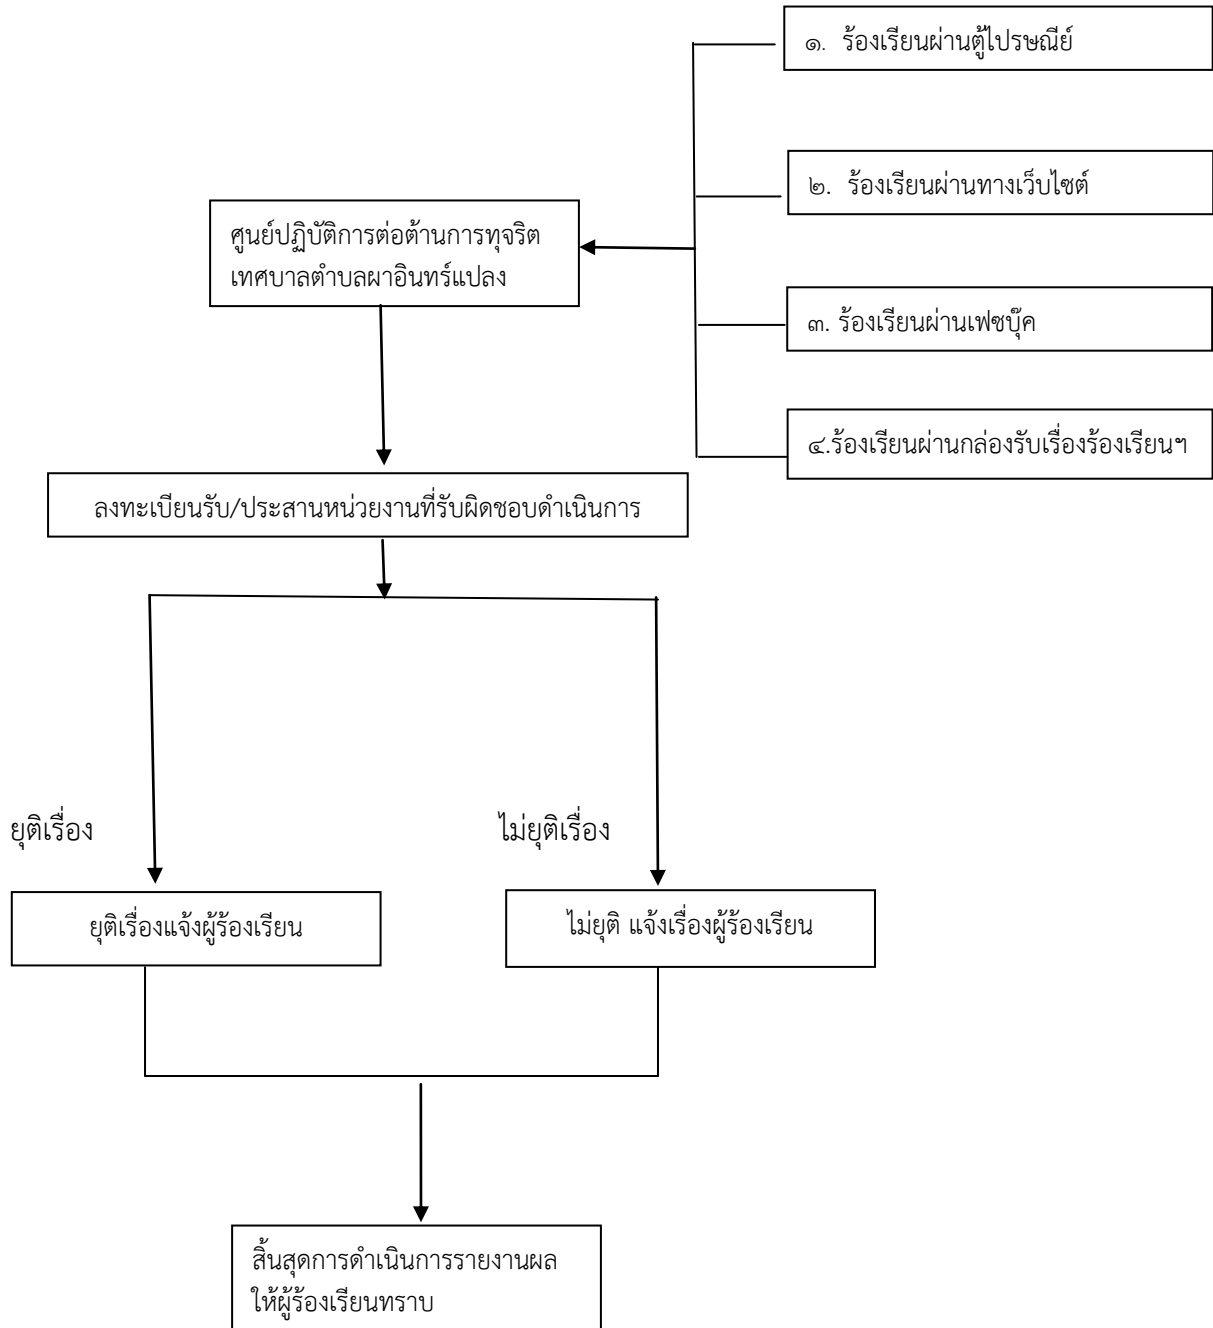 ๑. ร้องเรียนผ่านตู้ไปรษณีย์
๒. ร้องเรียนผ่านทางเว็บไซต์
ศูนย์ปฏิบัติการต่อต้านการทุจริต
เทศบาลตำบลผาอินทร์แปลง
๓. ร้องเรียนผ่านเฟซบุ๊ค
๔.ร้องเรียนผ่านกล่องรับเรื่องร้องเรียนฯ
ลงทะเบียนรับ/ประสานหน่วยงานที่รับผิดชอบดำเนินการ
ยุติเรื่อง
ไม่ยุติเรื่อง
ยุติเรื่องแจ้งผู้ร้องเรียน
ไม่ยุติ แจ้งเรื่องผู้ร้องเรียน
สิ้นสุดการดำเนินการรายงานผล
ให้ผู้ร้องเรียนทราบ